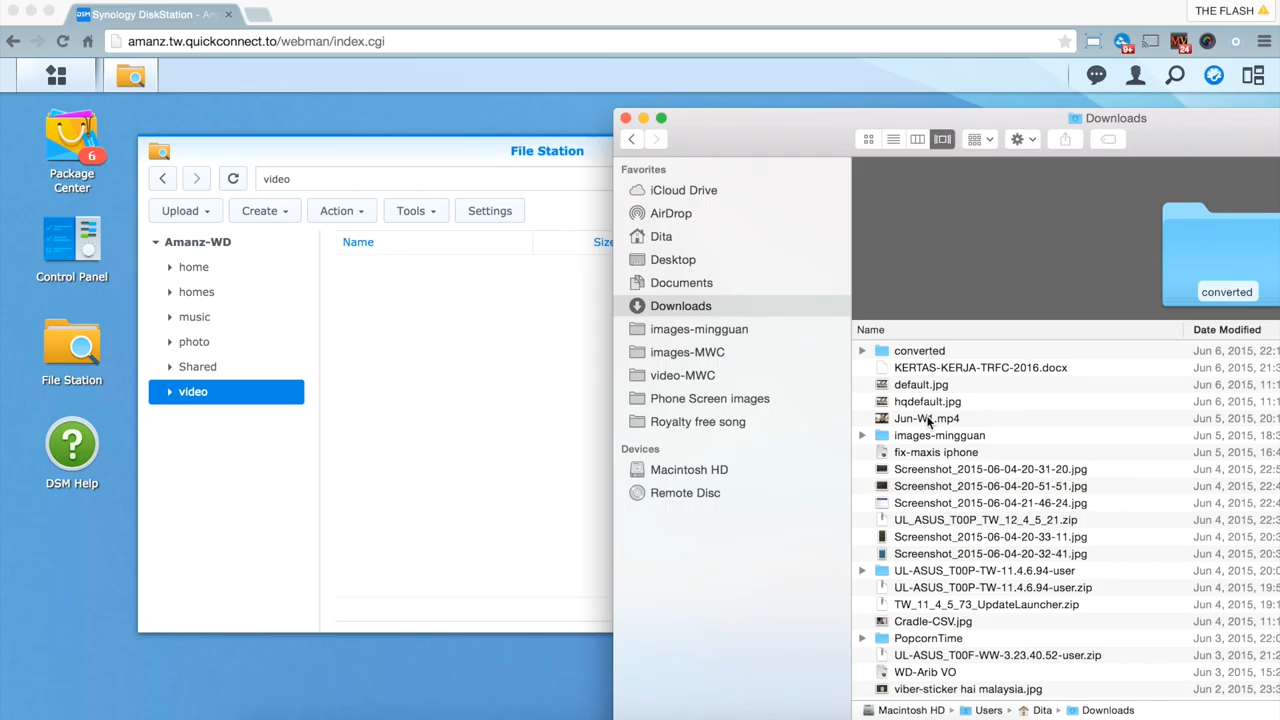 Synology DiskStation - Am
THE FLASH
amanz.tw.quickconnect.to/webman/index.cgi
9+
24
6
Package
Center
Control Panel
File Station
DSM Help
File Station
video
Upload
Create
Action
Tools
Settings
Amanz-WD
home
homes
music
photo
Shared
video
Name
Size
Downloads
Favorites
iCloud Drive
AirDrop
Dita
Desktop
Documents
Downloads
images-mingguan
images-MWC
video-MWC
Phone Screen images
Royalty free song
Devices
Macintosh HD
Remote Disc
converted
Name Date Modified
converted Jun 6, 2015, 22:1
KERTAS-KERJA-TRFC-2016.docx Jun 6, 2015, 21:3
default.jpg Jun 6, 2015, 11:1
hqdefault.jpg Jun 6, 2015, 11:1
Jun-W1.mp4 Jun 5, 2015, 20:1
images-mingguan Jun 5, 2015, 18:3
fix-maxis iphone Jun 5, 2015, 16:4
Screenshot_2015-06-04-20-31-20.jpg Jun 4, 2015, 22:5
Screenshot_2015-06-04-20-51-51.jpg Jun 4, 2015, 22:4
Screenshot_2015-06-04-21-46-24.jpg Jun 4, 2015, 22:4
UL_ASUS_T00P_TW_12_4_5_21.zip Jun 4, 2015, 22:3
Screenshot_2015-06-04-20-33-11.jpg Jun 4, 2015, 20:3
Screenshot_2015-06-04-20-32-41.jpg Jun 4, 2015, 20:3
UL-ASUS_T00P-TW-11.4.6.94-user Jun 4, 2015, 20:0
UL-ASUS_T00P-TW-11.4.6.94-user.zip Jun 4, 2015, 19:5
TW_11_4_5_73_UpdateLauncher.zip Jun 4, 2015, 19:1
Cradle-CSV.jpg Jun 4, 2015, 11:1
PopcornTime Jun 3, 2015, 22:0
UL-ASUS_T00F-WW-3.23.40.52-user.zip Jun 3, 2015, 21:2
WD-Arib VO Jun 3, 2015, 20:2
viber-sticker hai malaysia.jpg Jun 2, 2015, 23:3
Macintosh HD Users Dita Downloads